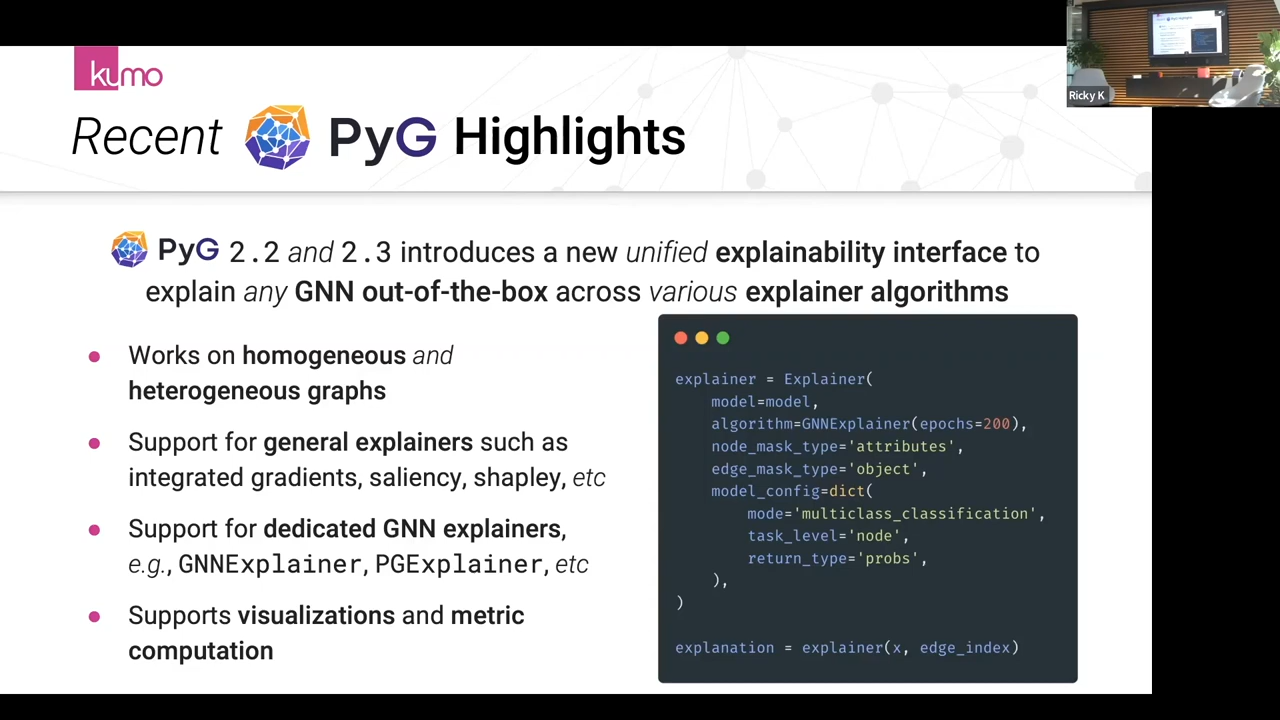 kumo
Ricky K
Recent PyG Highlights
PyG 2.2 and 2.3 introduces a new unified explainability interface to
explain any GNN out-of-the-box across various explainer algorithms
● Works on homogeneous and
heterogeneous graphs
● Support for general explainers such as
integrated gradients, saliency, shapley, etc
● Support for dedicated GNN explainers,
e.g., GNNExplainer, PGExplainer, etc
● Supports visualizations and metric
computation
explainer = Explainer(
    model=model,
    algorithm=GNNExplainer(epochs=200),
    node_mask_type='attributes',
    edge_mask_type='object',
    model_config=dict(
        mode='multiclass_classification',
        task_level='node',
        return_type='probs',
    ),
)
explanation = explainer(x, edge_index)